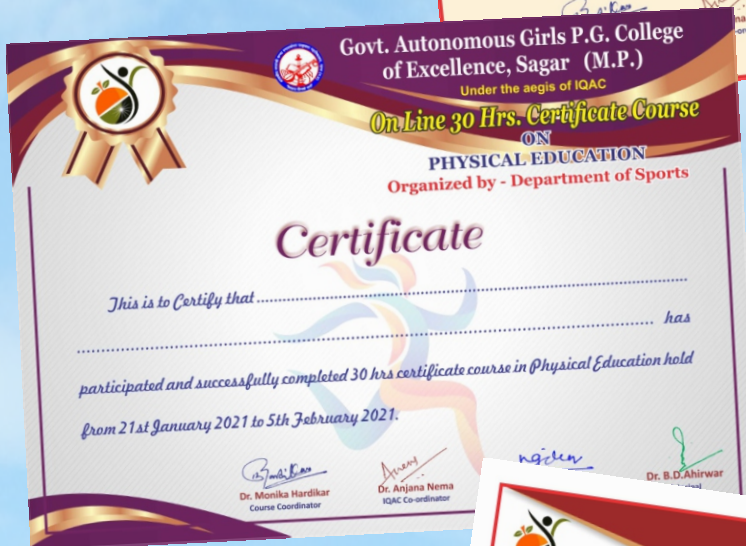 Govt. Autonomous Girls P.G. College
of Excellence, Sagar (M.P.)
Under the aegis of IQAC
On Line 30 Hrs. Certificate Course
ON
PHYSICAL EDUCATION
Organized by - Department of Sports
Certificate
This is to Certify that
has
participated and successfully completed 30 hrs certificate course in Physical Education hold
from 21st January 2021 to 5th February 2021.
Dr. Monika Hardikar
Course Coordinator
Dr. Anjana Nema
IQAC Co-ordinator
Dr. B.D.Ahirwar